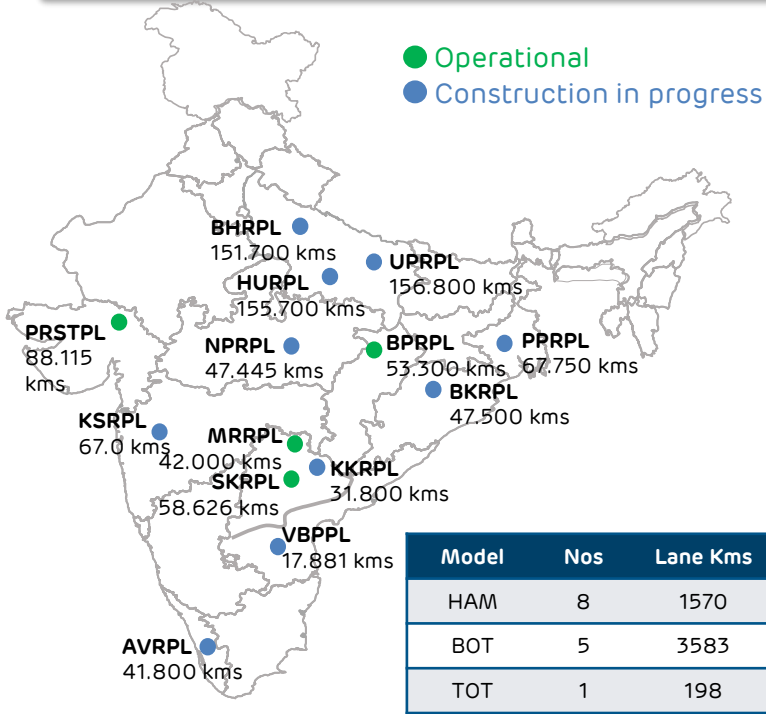 Operational
Construction in progress
BHRPL
151.700 kms
UPRPL
156.800 kms
HURPL
155.700 kms
PRSTPL
88.115
kms
NPRPL
47.445 kms
BPRPL
53.300 kms
PPRPL
67.750 kms
BKRPL
47.500 kms
KSRPL
67.0 kms
MRRPL
42.000 kms
KKRPL
31.800 kms
SKRPL
58.626 kms
VBPPL
17.881 kms
AVRPL
41.800 kms
Model Nos Lane Kms
HAM 8 1570
BOT 5 3583
TOT 1 198